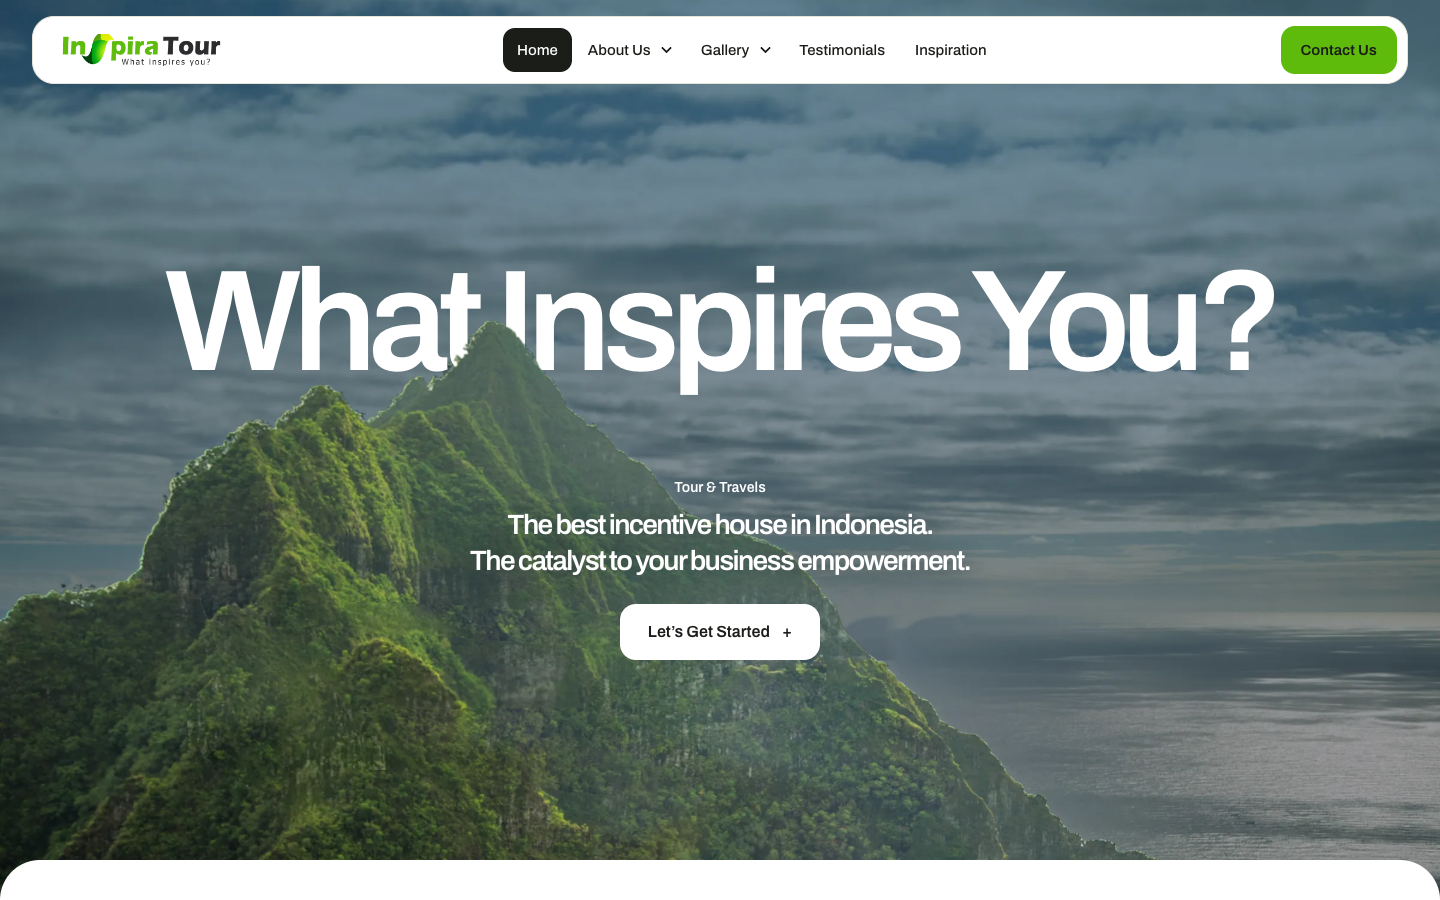 Inspira Tour
What inspires you?
Home
About Us
Gallery
Testimonials
Inspiration
Contact Us
What Inspires You?
Tour & Travels
The best incentive house in Indonesia.
The catalyst to your business empowerment.
Let's Get Started +